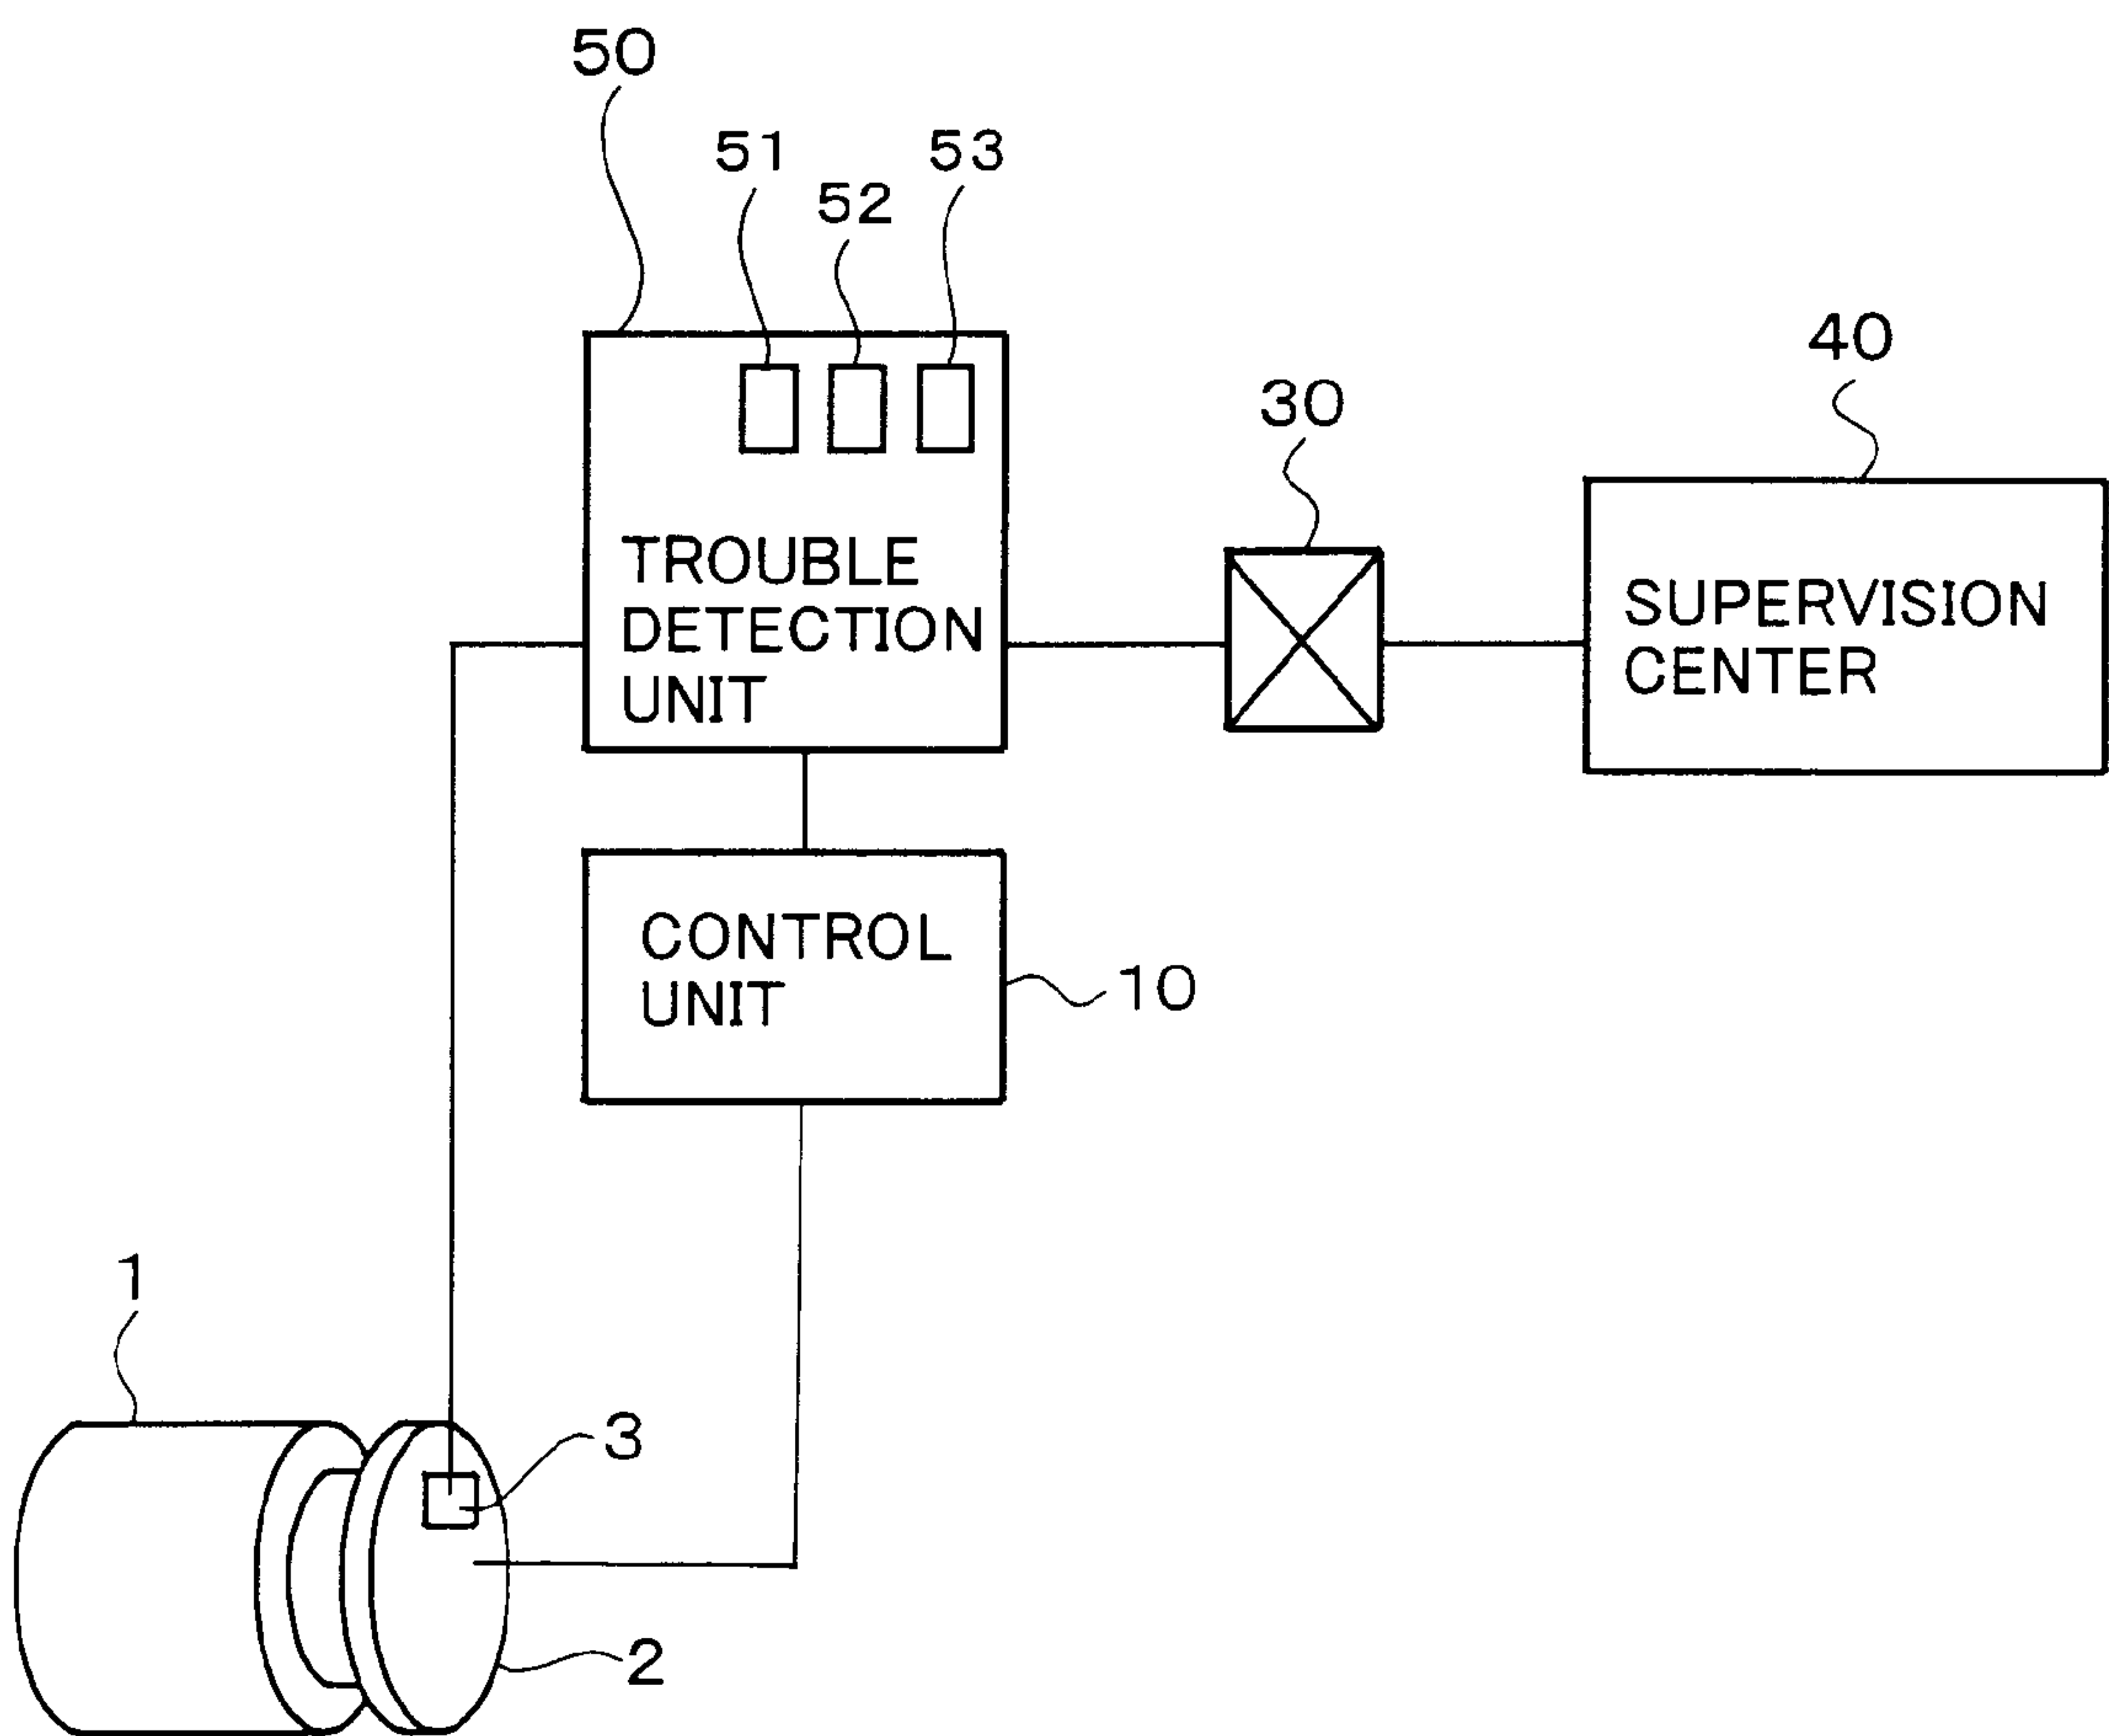 50
51
53
52
40
30
TROUBLE
DETECTION
UNIT
SUPERVISION
CENTER
CONTROL
UNIT
10
1
3
2